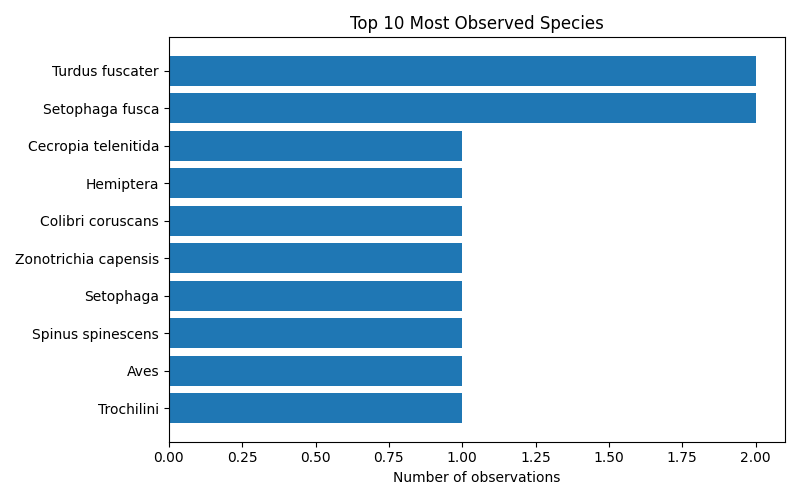 Top 10 Most Observed Species
Turdus fuscater
Setophaga fusca
Cecropia telenitida
Hemiptera
Colibri coruscans
Zonotrichia capensis
Setophaga
Spinus spinescens
Aves
Trochilini
0.00 0.25 0.50 0.75 1.00 1.25 1.50 1.75 2.00
Number of observations